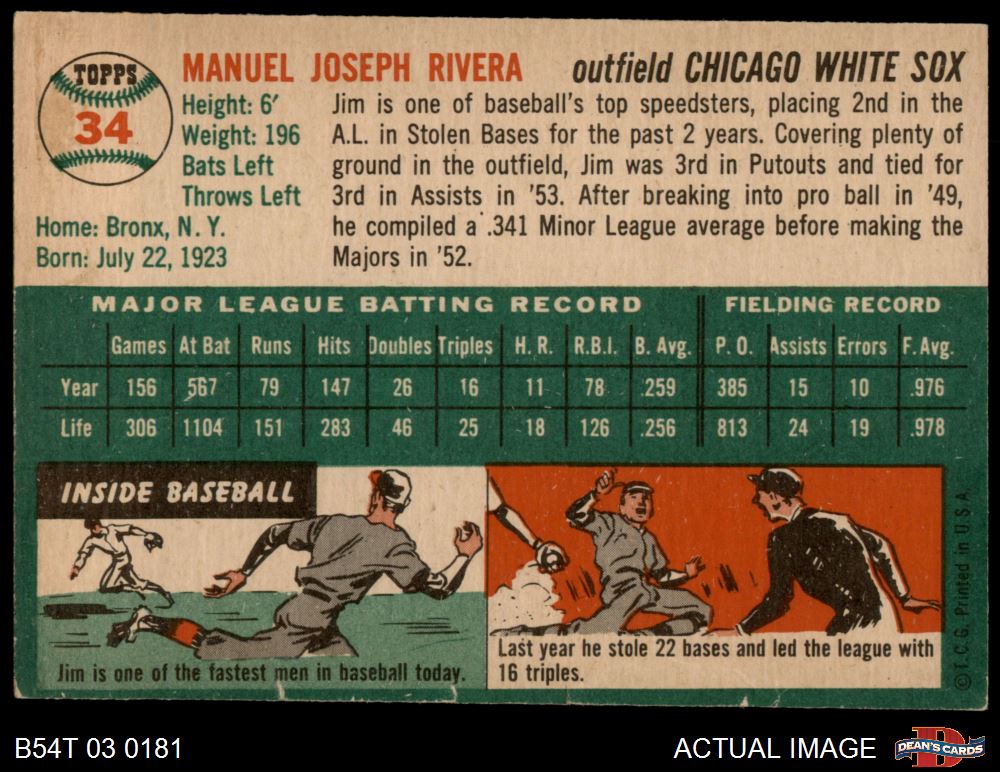 TOPPS
34
MANUEL JOSEPH RIVERA
outfield CHICAGO WHITE SOX
Height: 6′
Weight: 196
Bats Left
Throws Left
Home: Bronx, N. Y.
Born: July 22, 1923
Jim is one of baseball's top speedsters, placing 2nd in the
A.L. in Stolen Bases for the past 2 years. Covering plenty of
ground in the outfield, Jim was 3rd in Putouts and tied for
3rd in Assists in '53. After breaking into pro ball in '49,
he compiled a .341 Minor League average before making the
Majors in '52.
MAJOR LEAGUE BATTING RECORD FIELDING RECORD
Games At Bat Runs Hits Doubles Triples H. R. R.B.I. B. Avg. P. O. Assists Errors F. Avg.
Year 156 567 79 147 26 16 11 78 .259 385 15 10 .976
Life 306 1104 151 283 46 25 18 126 .256 813 24 19 .978
INSIDE BASEBALL
Jim is one of the fastest men in baseball today.
Last year he stole 22 bases and led the league with
16 triples.
© T.C.G. Printed in U.S.A.
B54T 03 0181
ACTUAL IMAGE
D
DEAN'S CARDS